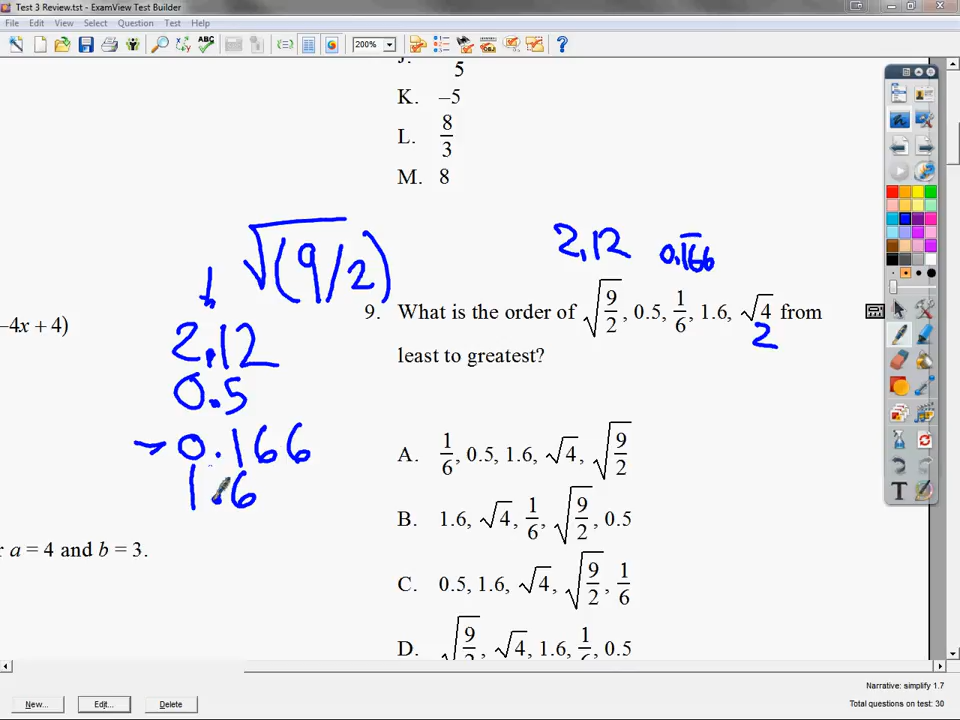 Test 3 Review.tst - ExamView Test Builder
File Edit View Select Question Test Help
200%
5
K. –5
L. 8/3
M. 8
√(9/2)
2.12 0.166
9. What is the order of √(9/2), 0.5, 1/6, 1.6, √4 from
2
least to greatest?
–4x + 4)
2.12
0.5
0.166
1.6
A. 1/6, 0.5, 1.6, √4, √(9/2)
B. 1.6, √4, 1/6, √(9/2), 0.5
r a = 4 and b = 3.
C. 0.5, 1.6, √4, √(9/2), 1/6
D. √(9/2), √4, 1.6, 1/6, 0.5
T
Narrative: simplify 1.7
New... Edit... Delete
Total questions on test: 30